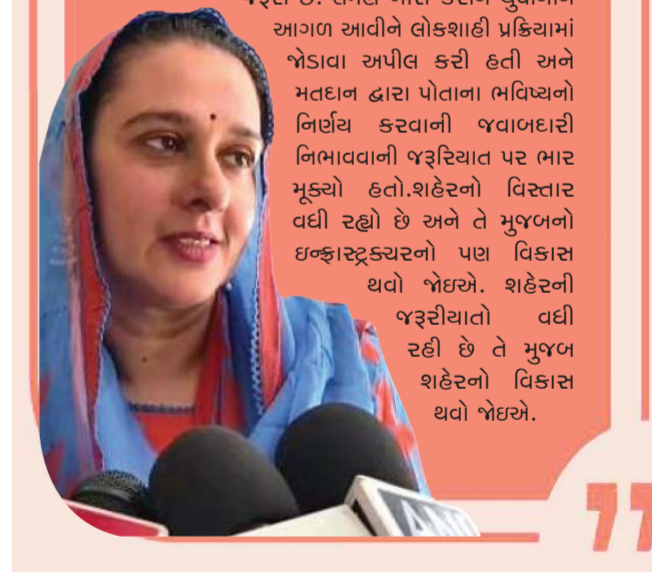 આગળ આવીને લોકશાહી પ્રક્રિયામાં
જોડાવા અપીલ કરી હતી અને
મતદાન દ્વારા પોતાના ભવિષ્યનો
નિર્ણય કરવાની જવાબદારી
નિભાવવાની જરૂરિયાત પર ભાર
મૂક્યો હતો.શહેરનો વિસ્તાર
વધી રહ્યો છે અને તે મુજબનો
ઇન્ફ્રાસ્ટ્રક્ચરનો પણ વિકાસ
થવો જોઇએ. શહેરની
જરૂરીયાતો વધી
રહી છે તે મુજબ
શહેરનો વિકાસ
થવો જોઇએ.